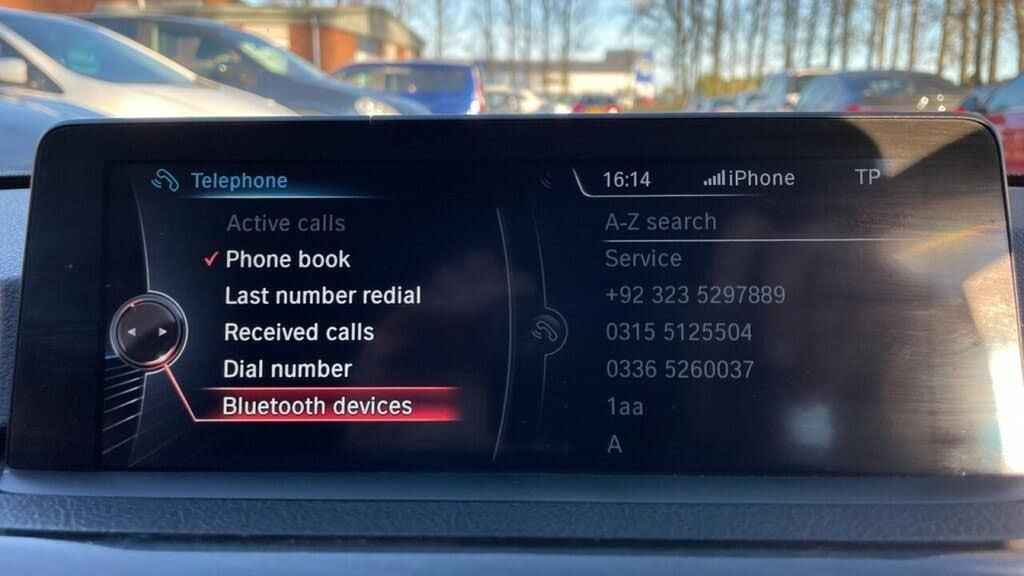 Telephone
Active calls
Phone book
Last number redial
Received calls
Dial number
Bluetooth devices
16:14 iPhone TP
A-Z search
Service
+92 323 5297889
0315 5125504
0336 5260037
1aa
A